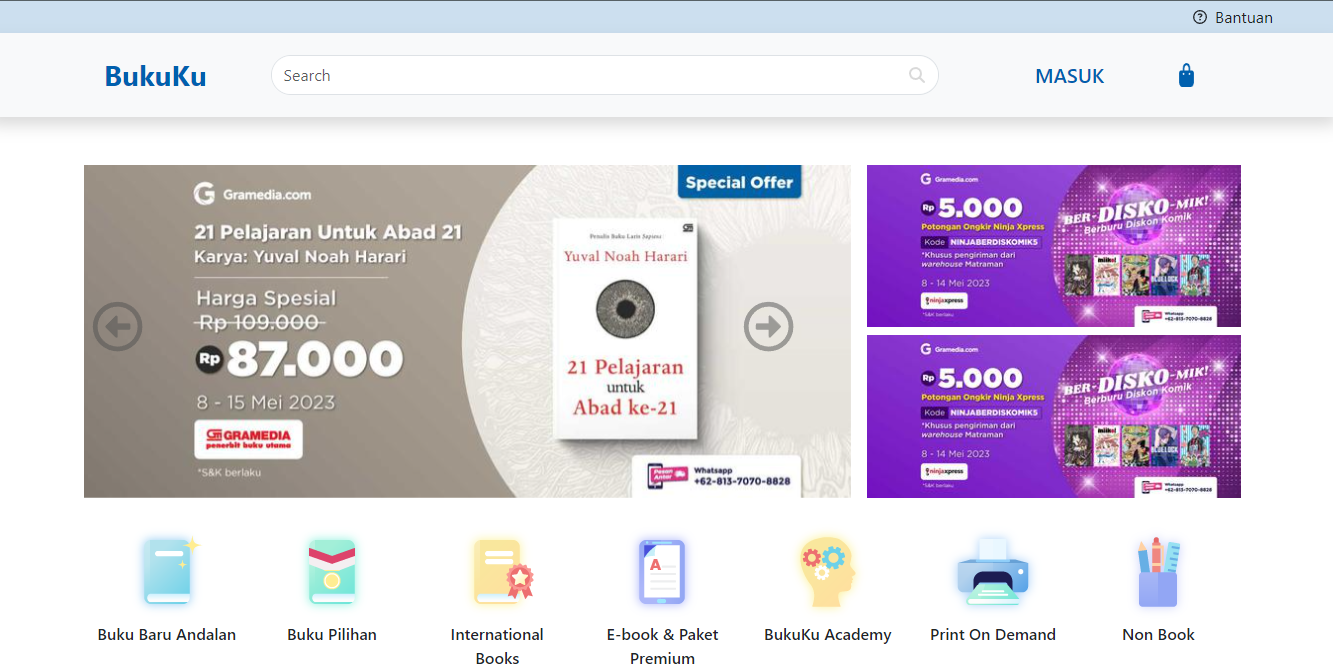 Bantuan
BukuKu
Search
MASUK
Gramedia.com
Special Offer
21 Pelajaran Untuk Abad 21
Karya: Yuval Noah Harari
Harga Spesial
Rp 109.000
Rp 87.000
8 - 15 Mei 2023
GRAMEDIA
penerbit buku utama
*S&K berlaku
Penulis Buku Laris Sapiens
Yuval Noah Harari
21 Pelajaran
untuk
Abad ke-21
Pesan Antar
Whatsapp
+62-813-7070-8828
Gramedia.com
Rp 5.000
Potongan Ongkir Ninja Xpress
Kode NINJABERDISKOMIK5
*Khusus pengiriman dari
warehouse Matraman
8 - 14 Mei 2023
ninjaxpress
*S&K berlaku
BER-DISKO-MIK!
Berburu Diskon Komik
BLUELOCK
Whatsapp
+62-813-7070-8828
Gramedia.com
Rp 5.000
Potongan Ongkir Ninja Xpress
Kode NINJABERDISKOMIK5
*Khusus pengiriman dari
warehouse Matraman
8 - 14 Mei 2023
ninjaxpress
*S&K berlaku
BER-DISKO-MIK!
Berburu Diskon Komik
BLUELOCK
Whatsapp
+62-813-7070-8828
A
Buku Baru Andalan
Buku Pilihan
International
Books
E-book & Paket
Premium
BukuKu Academy
Print On Demand
Non Book